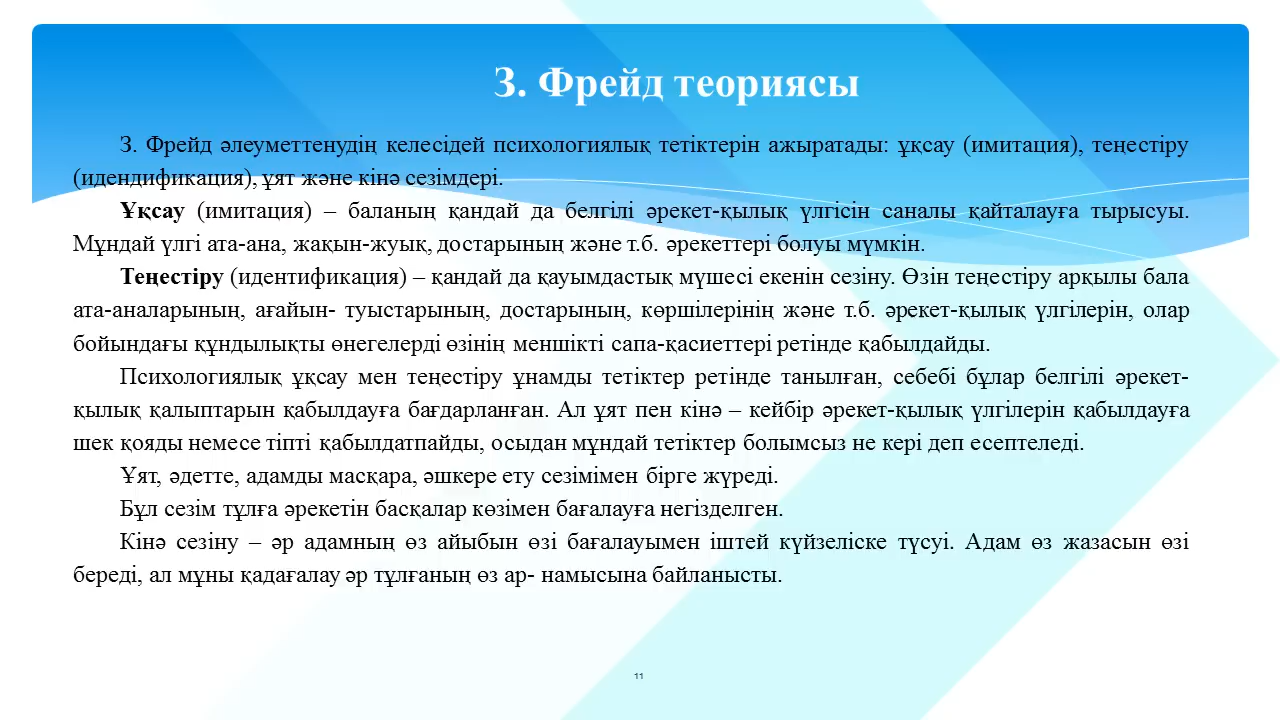 З. Фрейд теориясы
З. Фрейд әлеуметтенудің келесідей психологиялық тетіктерін ажыратады: ұқсау (имитация), теңестіру
(идендификация), ұят және кінә сезімдері.
Ұқсау (имитация) – баланың қандай да белгілі әрекет-қылық үлгісін саналы қайталауға тырысуы.
Мұндай үлгі ата-ана, жақын-жуық, достарының және т.б. әрекеттері болуы мүмкін.
Теңестіру (идентификация) – қандай да қауымдастық мүшесі екенін сезіну. Өзін теңестіру арқылы бала
ата-аналарының, ағайын- туыстарының, достарының, көршілерінің және т.б. әрекет-қылық үлгілерін, олар
бойындағы құндылықты өнегелерді өзінің меншікті сапа-қасиеттері ретінде қабылдайды.
Психологиялық ұқсау мен теңестіру ұнамды тетіктер ретінде танылған, себебі бұлар белгілі әрекет-
қылық қалыптарын қабылдауға бағдарланған. Ал ұят пен кінә – кейбір әрекет-қылық үлгілерін қабылдауға
шек қояды немесе тіпті қабылдатпайды, осыдан мұндай тетіктер болымсыз не кері деп есептеледі.
Ұят, әдетте, адамды масқара, әшкере ету сезімімен бірге жүреді.
Бұл сезім тұлға әрекетін басқалар көзімен бағалауға негізделген.
Кінә сезіну – әр адамның өз айыбын өзі бағалауымен іштей күйзеліске түсуі. Адам өз жазасын өзі
береді, ал мұны қадағалау әр тұлғаның өз ар- намысына байланысты.
11